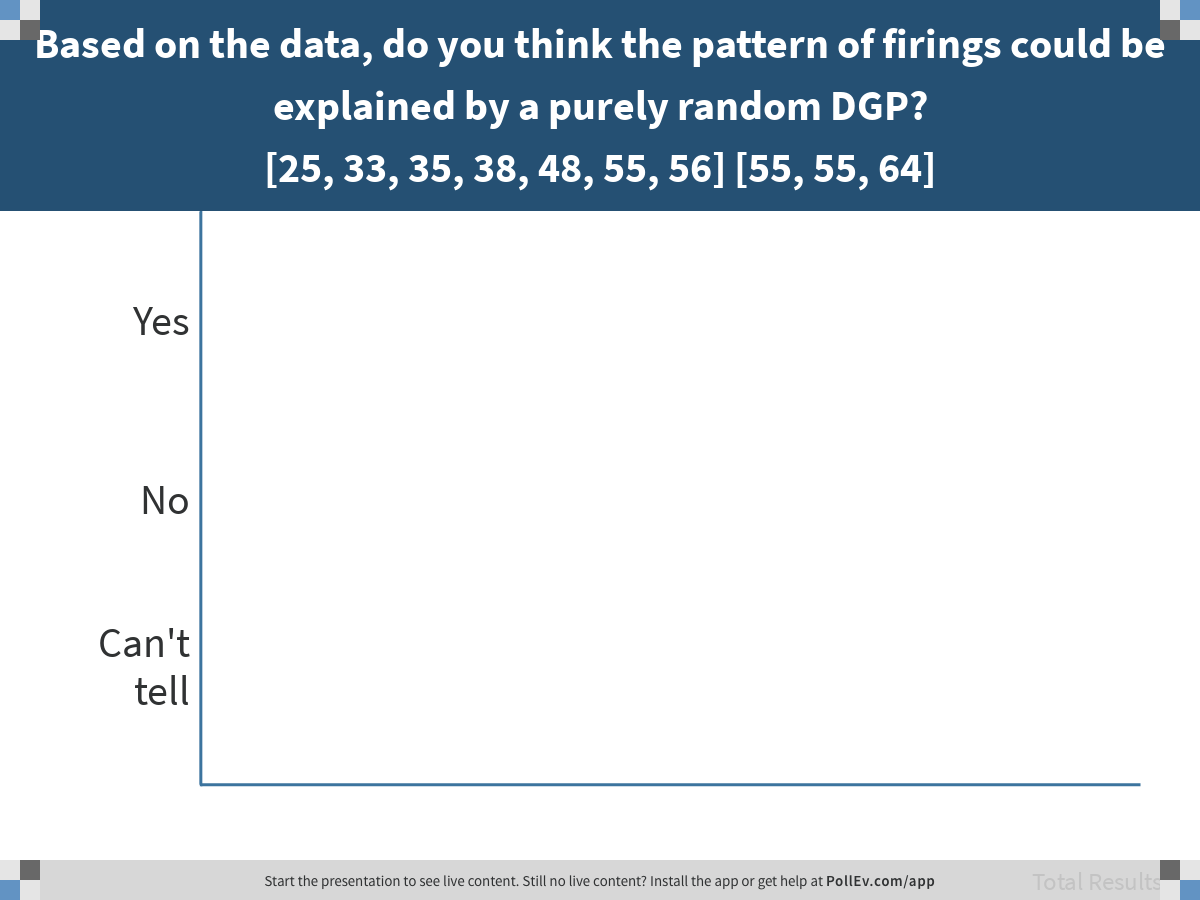 Based on the data, do you think the pattern of firings could be
explained by a purely random DGP?
[25, 33, 35, 38, 48, 55, 56] [55, 55, 64]
Yes
No
Can't
tell
Start the presentation to see live content. Still no live content? Install the app or get help at PollEv.com/app
Total Results